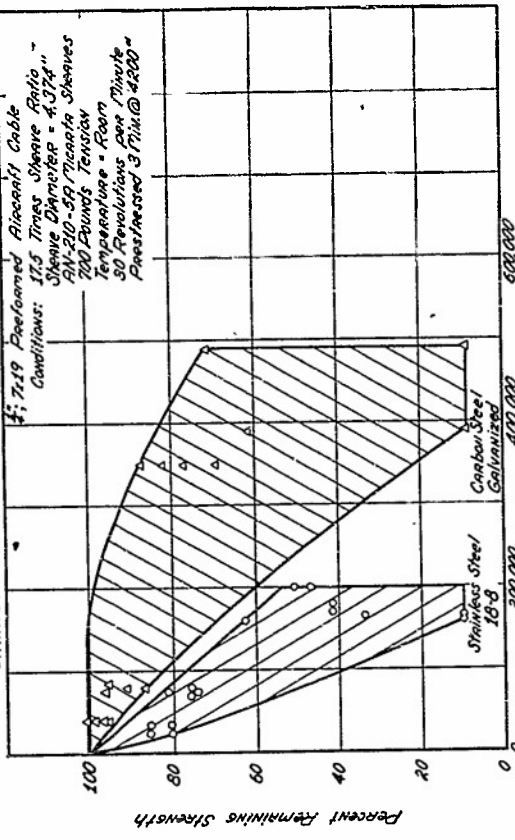 7x19 Preformed Aircraft Cable
Conditions: 17.5 Times Sheave Ratio
Sheave Diameter = 4.374"
AN-210-5A Micarta Sheaves
700 Pounds Tension
Temperature = Room
30 Revolutions per Minute
Prestressed 3 Min @ 4200#
100
80
60
40
20
0
Percent Remaining Strength
Stainless Steel
18-8
Carbon Steel
Galvanized
0
200,000
400,000
600,000